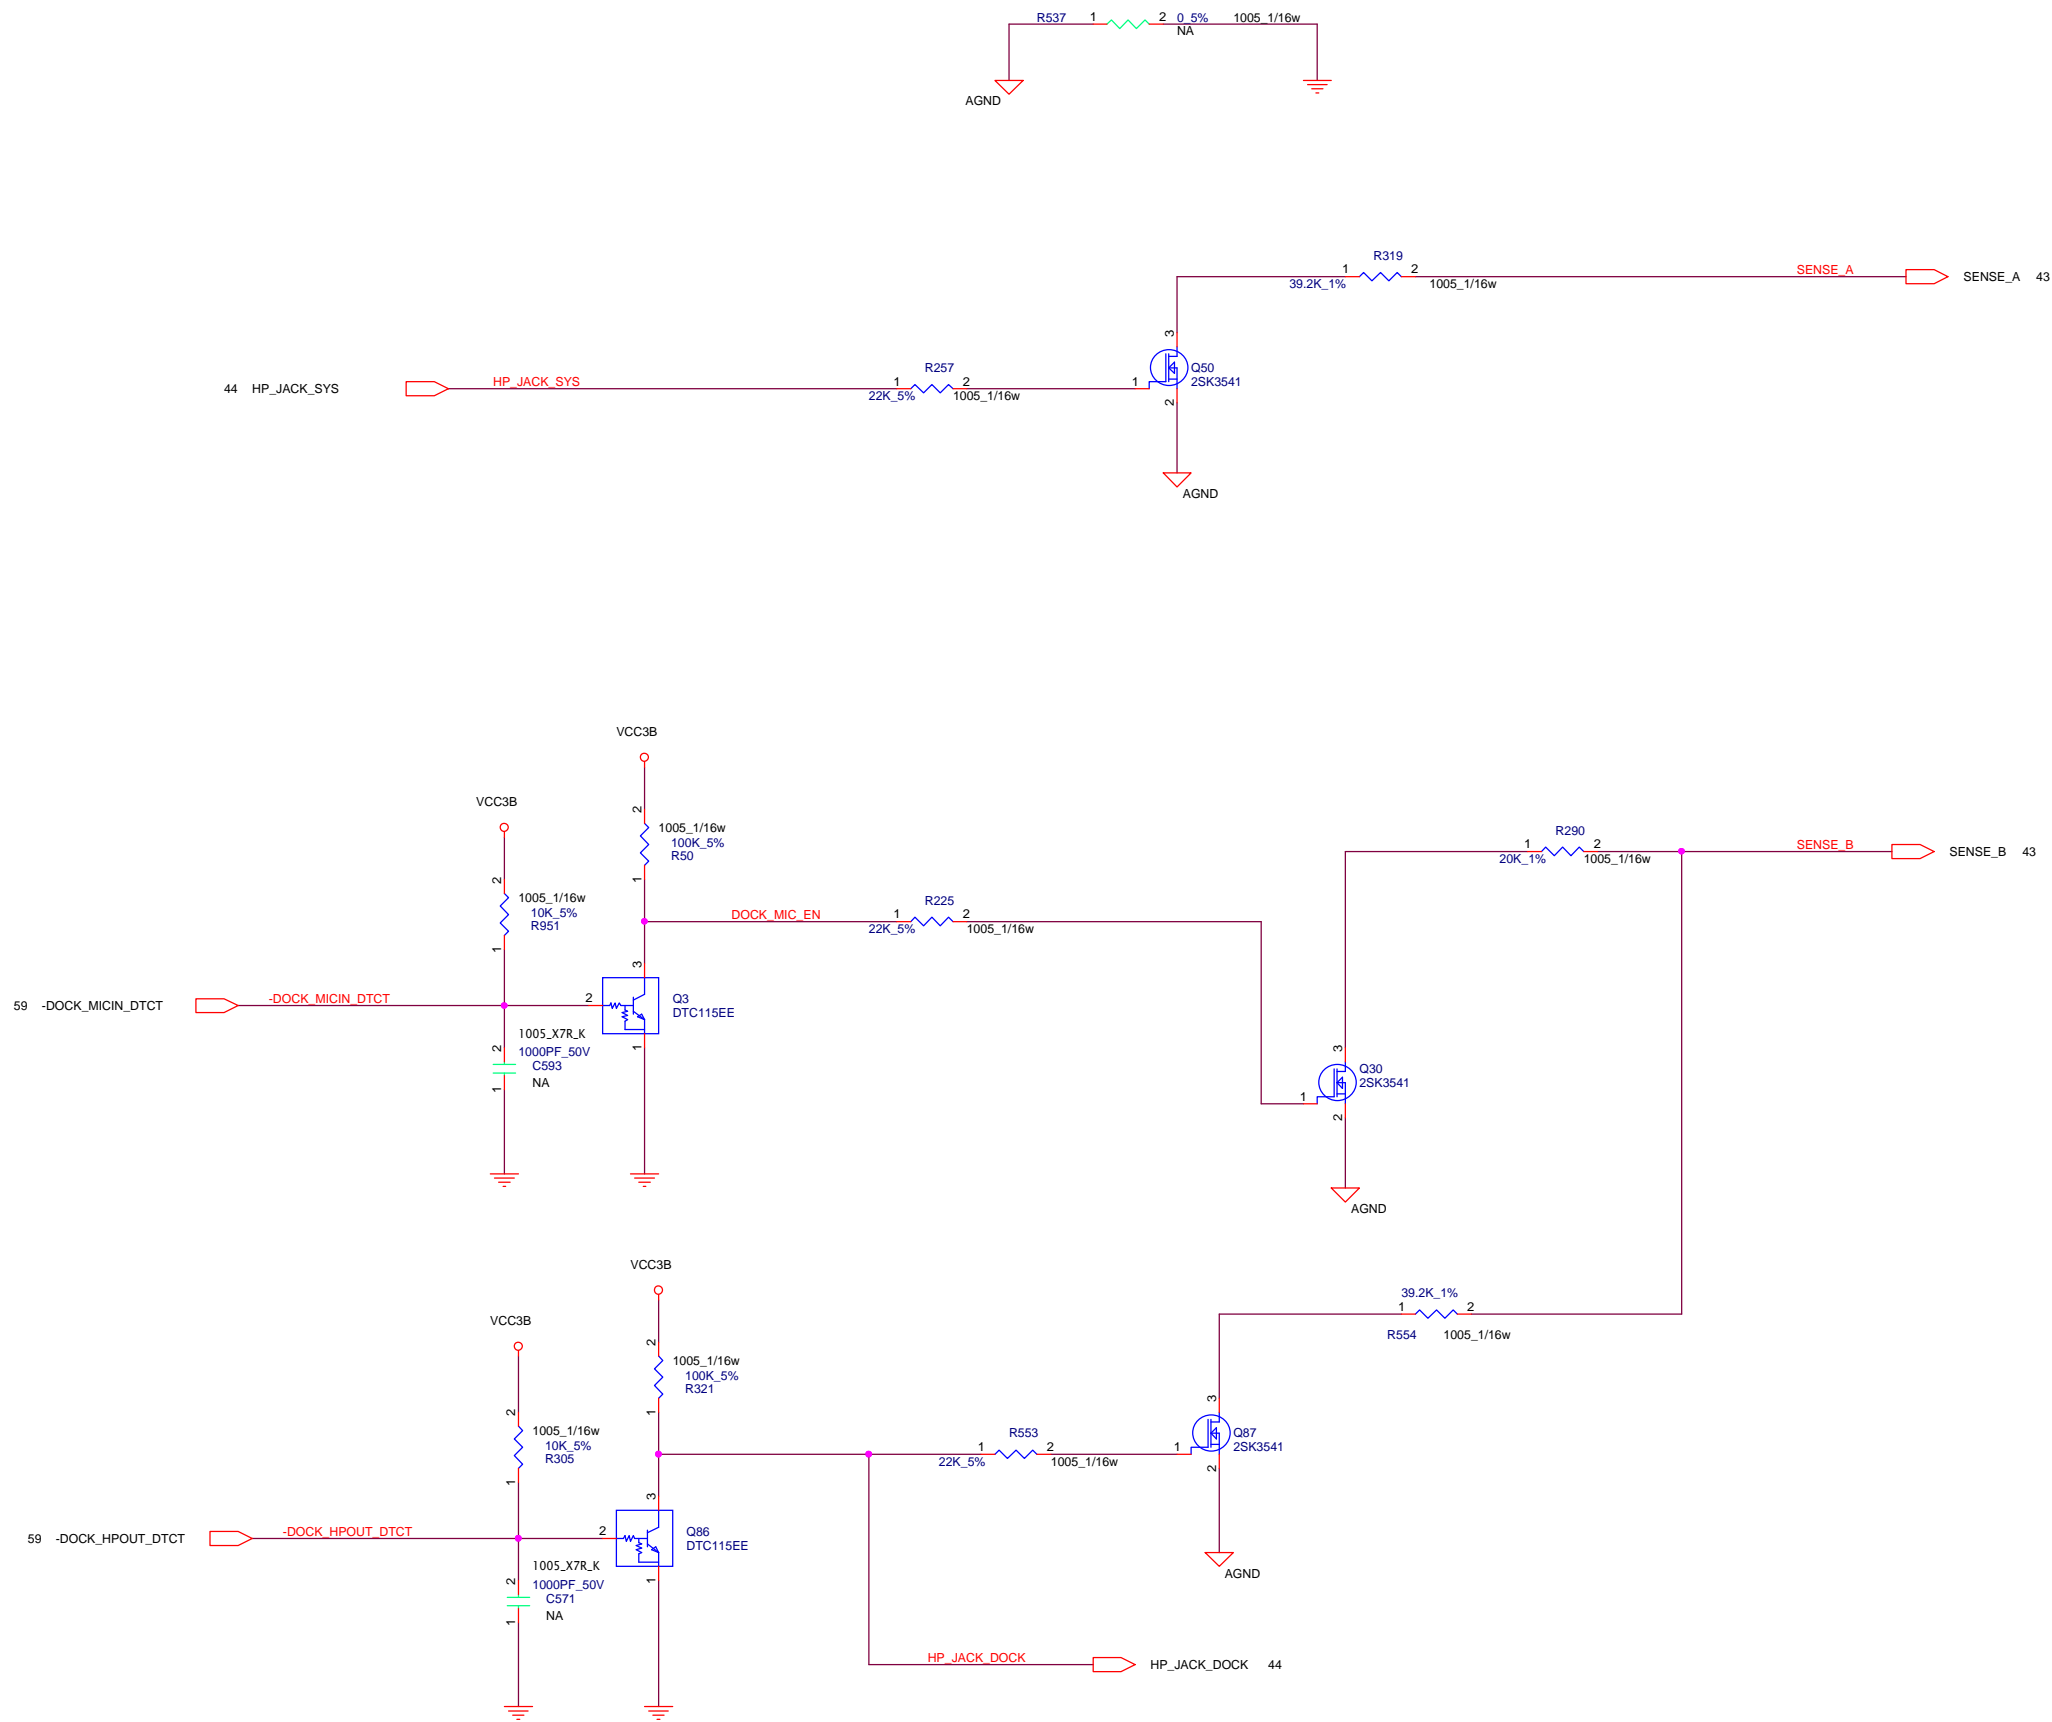 R537 1 2 0_5% 1005_1/16w
NA
AGND
R319
1 2 SENSE_A
39.2K_1% 1005_1/16w
SENSE_A 43
3
R257
Q50
44 HP_JACK_SYS
HP_JACK_SYS 1 2 1 2SK3541
22K_5% 1005_1/16w
2
AGND
VCC3B
VCC3B
2
1005_1/16w
100K_5%
R50
1
R290
1 2 SENSE_B
20K_1% 1005_1/16w
SENSE_B 43
2
1005_1/16w
10K_5%
R951
1
R225
DOCK_MIC_EN 1 2
22K_5% 1005_1/16w
3
59 -DOCK_MICIN_DTCT
-DOCK_MICIN_DTCT 2 Q3
DTC115EE
1005_X7R_K
2 1
1000PF_50V
C593
NA
1
3
Q30
2SK3541
1
2
AGND
VCC3B
VCC3B
2
1005_1/16w
100K_5%
R321
1
39.2K_1%
1 2
R554 1005_1/16w
2
1005_1/16w
10K_5%
R305
1
3
R553
Q87
1 2 1 2SK3541
22K_5% 1005_1/16w
2
3
59 -DOCK_HPOUT_DTCT
-DOCK_HPOUT_DTCT 2 Q86
DTC115EE
1005_X7R_K
2 1
1000PF_50V
C571
NA
1
AGND
HP_JACK_DOCK
HP_JACK_DOCK 44